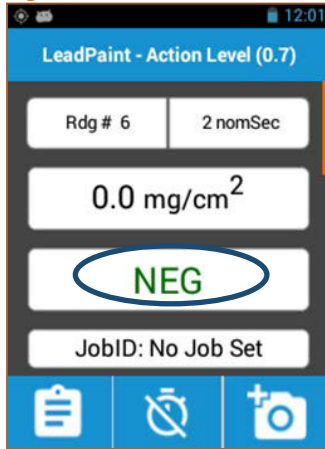 12:01
LeadPaint - Action Level (0.7)
Rdg # 6 2 nomSec
0.0 mg/cm²
NEG
JobID: No Job Set